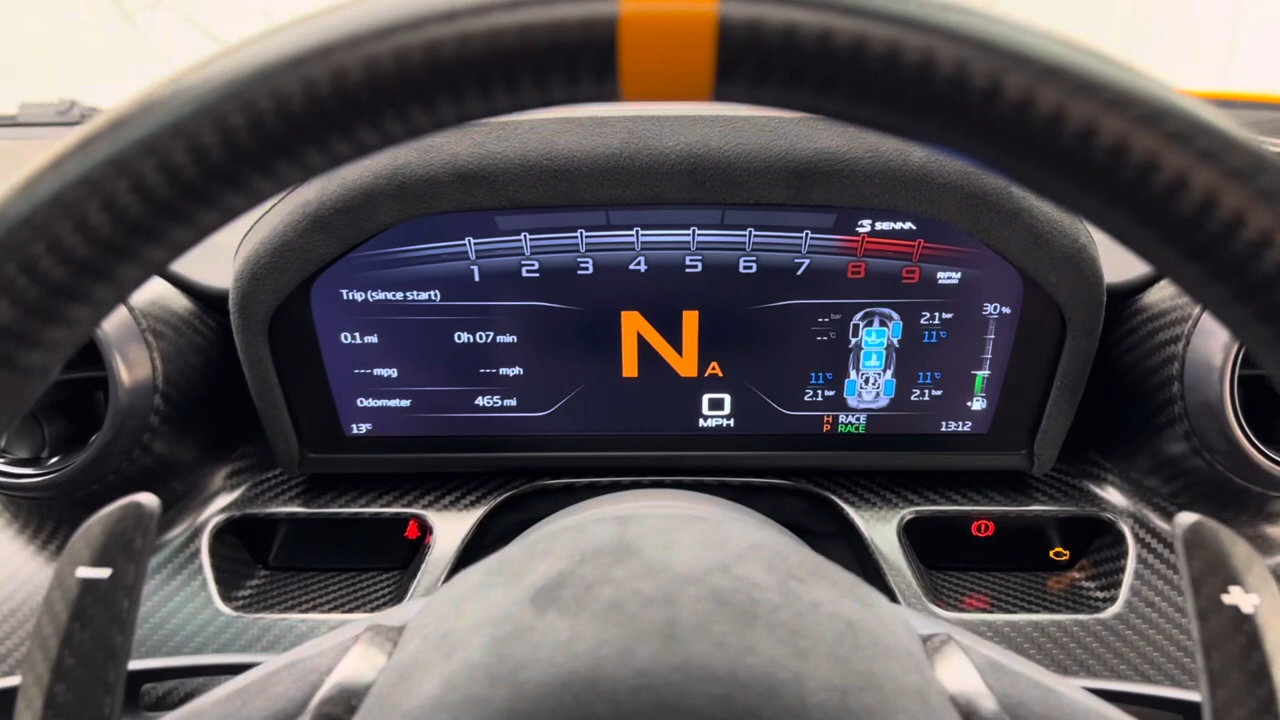 SENNA
1 2 3 4 5 6 7 8 9
RPM
Trip (since start)
30 %
0.1 mi 0h 07 min
--- mpg --- mph
Odometer 465 mi
13°C
N A
0
MPH
-- bar 2.1 bar
-- °C 11°C
11°C 11°C
2.1 bar 2.1 bar
H RACE
P RACE
13:12
− +